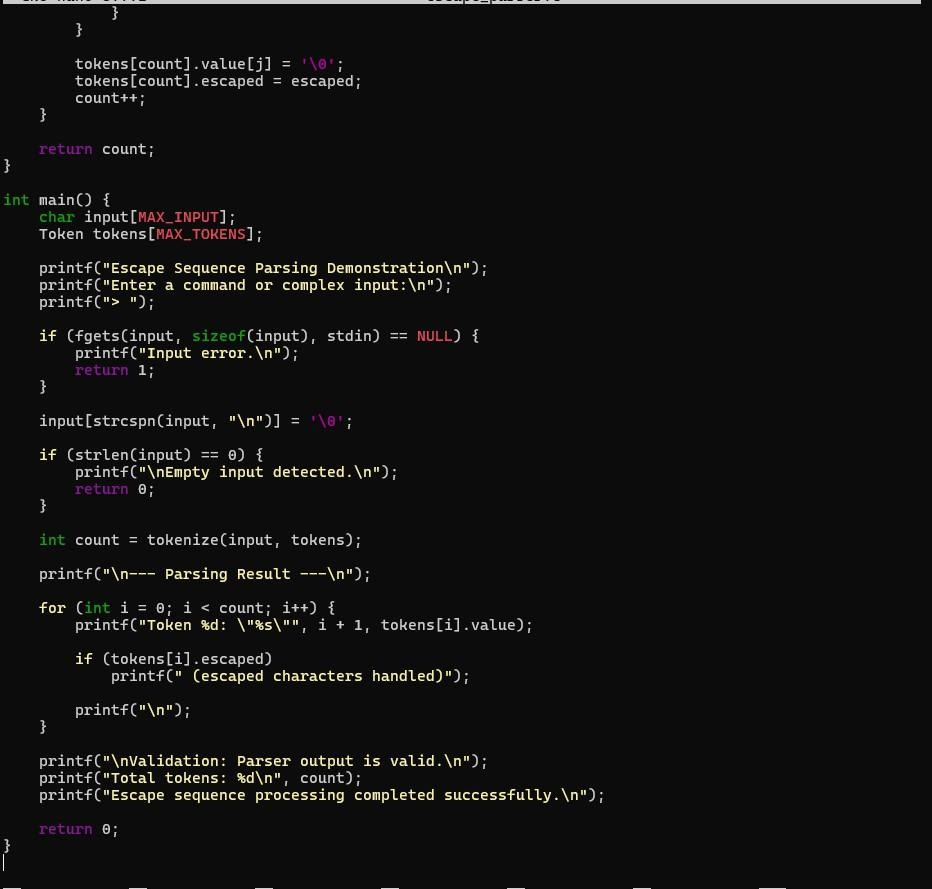 }
        }

        tokens[count].value[j] = '\0';
        tokens[count].escaped = escaped;
        count++;
    }

    return count;
}

int main() {
    char input[MAX_INPUT];
    Token tokens[MAX_TOKENS];

    printf("Escape Sequence Parsing Demonstration\n");
    printf("Enter a command or complex input:\n");
    printf("> ");

    if (fgets(input, sizeof(input), stdin) == NULL) {
        printf("Input error.\n");
        return 1;
    }

    input[strcspn(input, "\n")] = '\0';

    if (strlen(input) == 0) {
        printf("\nEmpty input detected.\n");
        return 0;
    }

    int count = tokenize(input, tokens);

    printf("\n--- Parsing Result ---\n");

    for (int i = 0; i < count; i++) {
        printf("Token %d: \"%s\"", i + 1, tokens[i].value);

        if (tokens[i].escaped)
            printf(" (escaped characters handled)");

        printf("\n");
    }

    printf("\nValidation: Parser output is valid.\n");
    printf("Total tokens: %d\n", count);
    printf("Escape sequence processing completed successfully.\n");

    return 0;
}